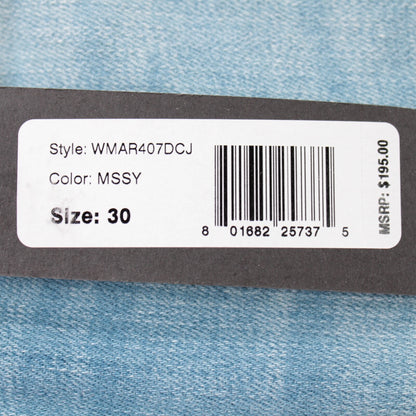 Style: WMAR407DCJ
Color: MSSY
Size: 30
8 01682 25737 5
MSRP: $195.00